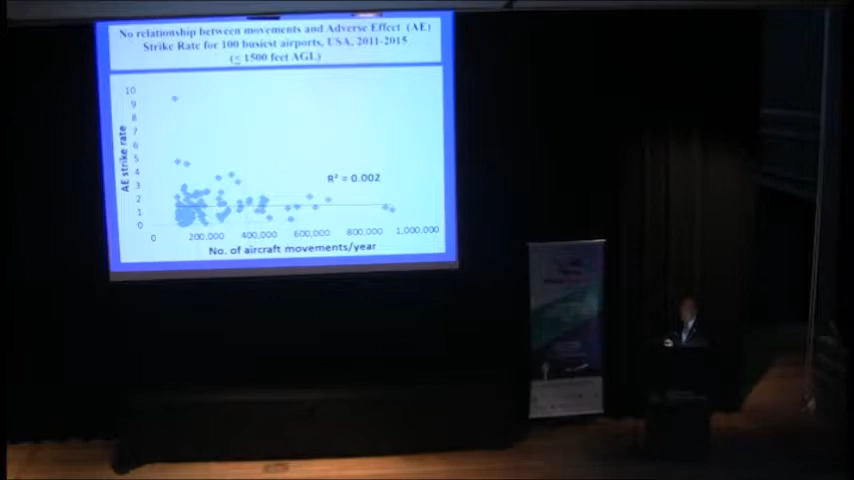 No relationship between movements and Adverse Effect (AE)
Strike Rate for 100 busiest airports, USA, 2011-2015
(≤ 1500 feet AGL)
10
9
8
7
6
5
4
3
2
1
0
AE strike rate
R² = 0.002
0
200,000
400,000
600,000
800,000
1,000,000
No. of aircraft movements/year